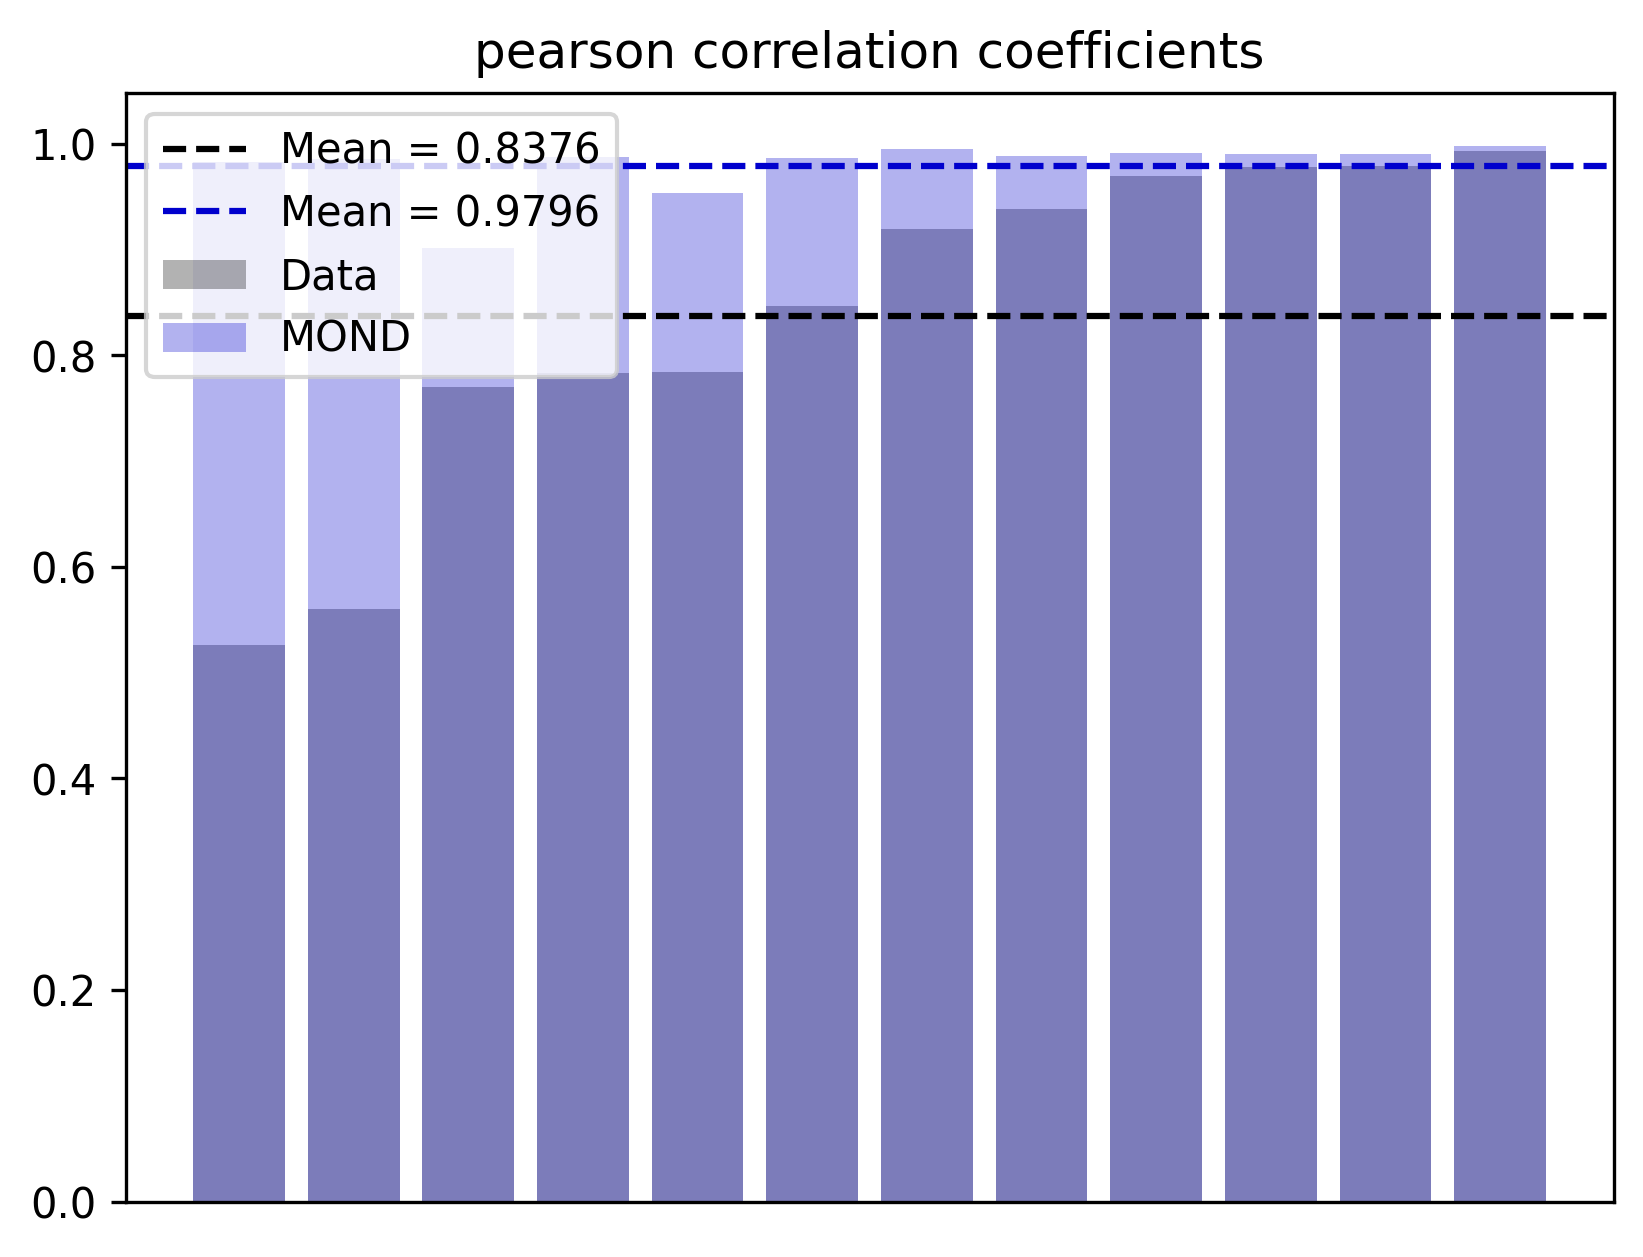 pearson correlation coefficients
1.0
0.8
0.6
0.4
0.2
0.0
Mean = 0.8376
Mean = 0.9796
Data
MOND